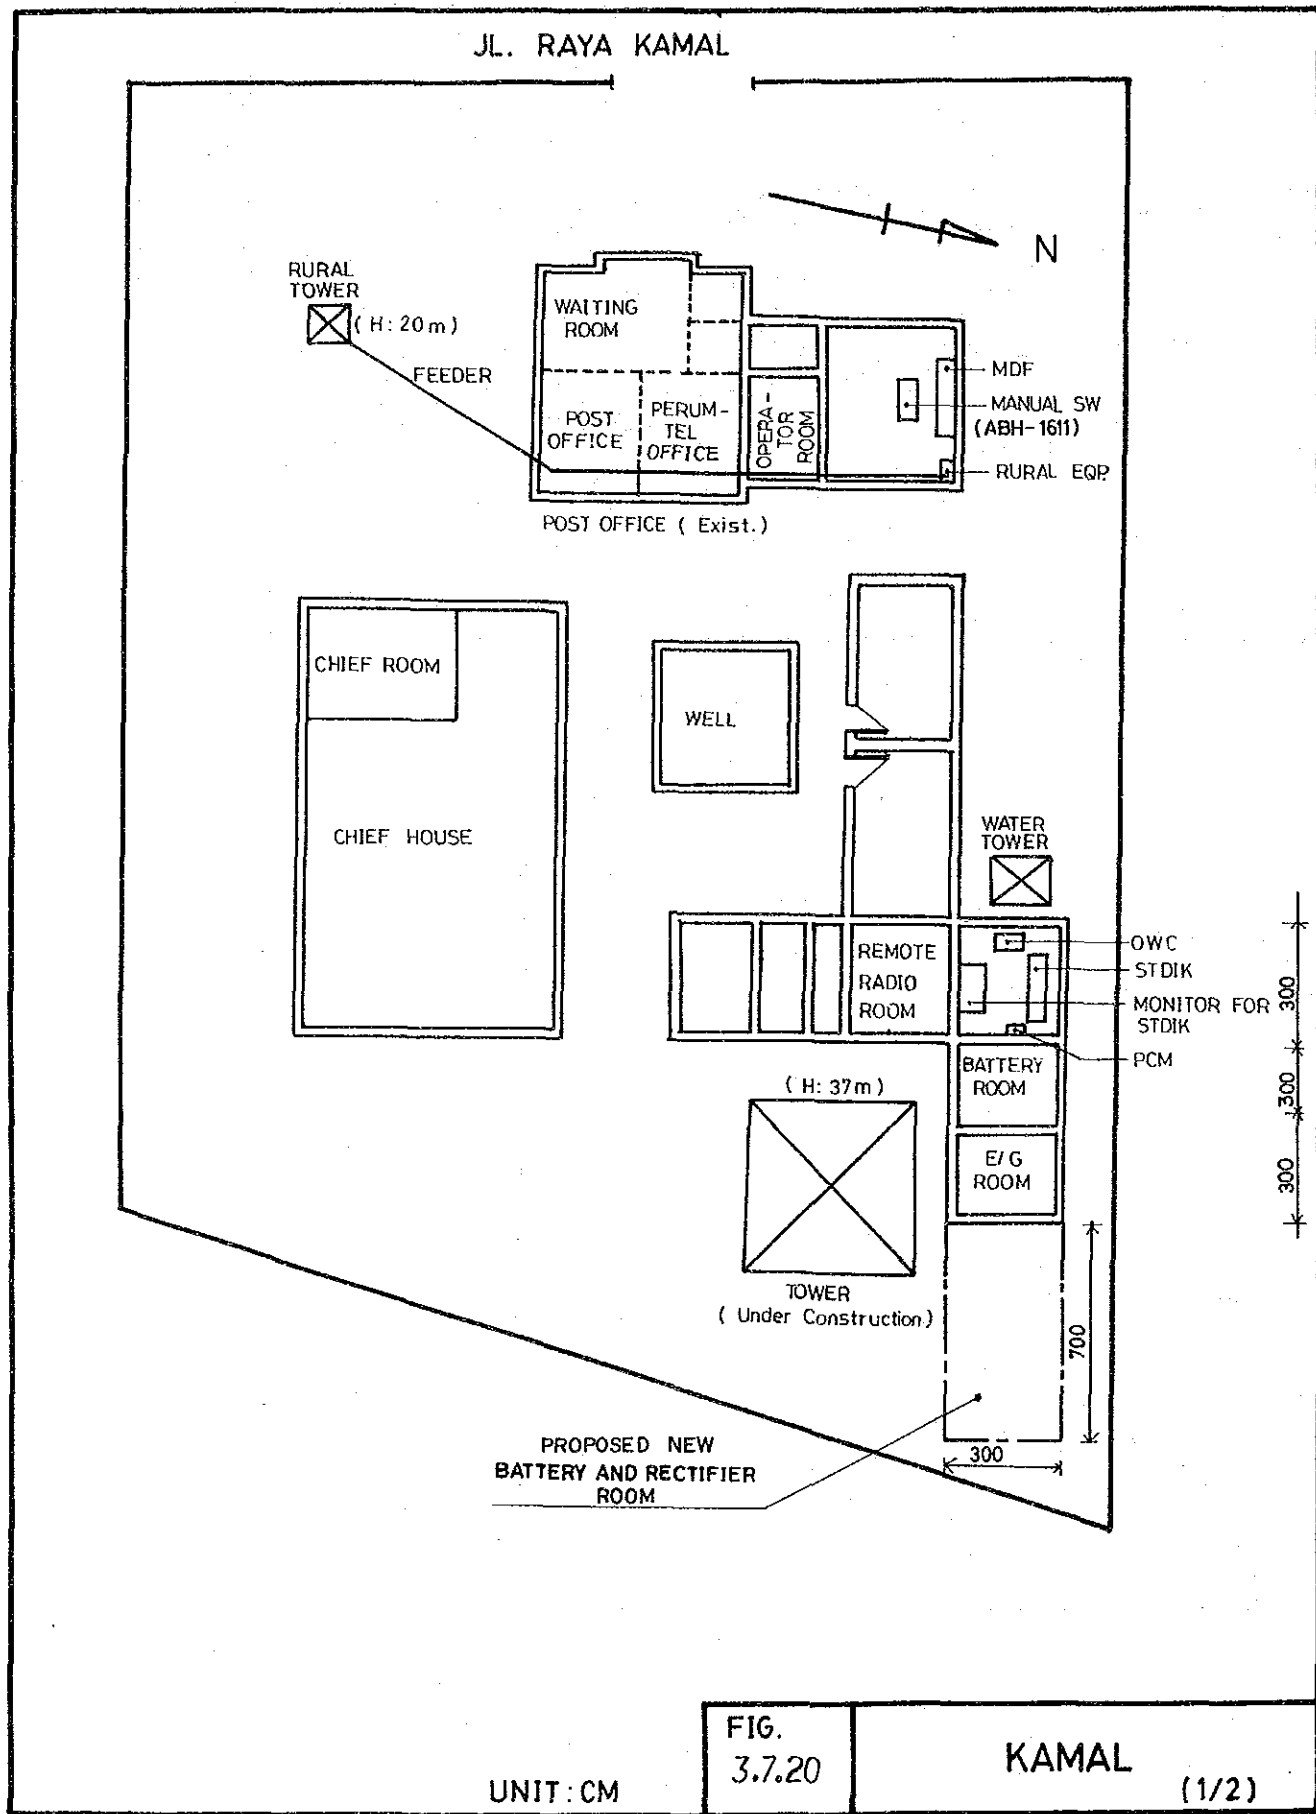 JL. RAYA KAMAL
N
RURAL
TOWER
(H: 20m)
FEEDER
WAITING
ROOM
POST
OFFICE
PERUM-
TEL
OFFICE
OPERA-
TOR
ROOM
MDF
MANUAL SW
(ABH-1611)
RURAL EQP.
POST OFFICE ( Exist.)
CHIEF ROOM
CHIEF HOUSE
WELL
WATER
TOWER
REMOTE
RADIO
ROOM
OWC
STDIK
MONITOR FOR
STDIK
PCM
300
300
300
BATTERY
ROOM
E/G
ROOM
( H: 37m )
TOWER
( Under Construction.)
700
300
PROPOSED NEW
BATTERY AND RECTIFIER
ROOM
UNIT : CM
FIG.
3.7.20
KAMAL
(1/2)